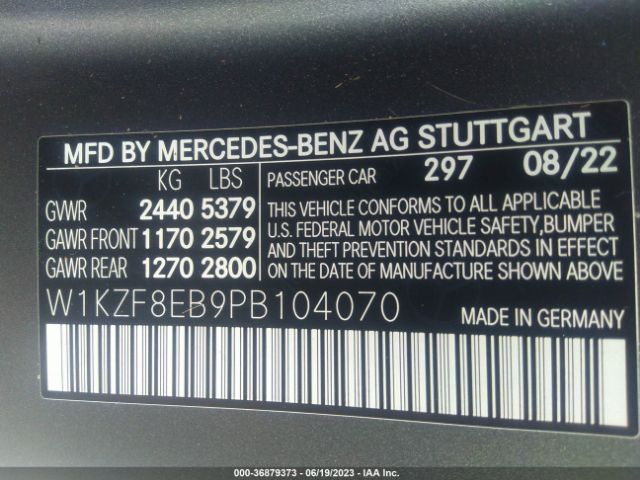 MFD BY MERCEDES-BENZ AG STUTTGART
KG LBS
GVWR 2440 5379
GAWR FRONT 1170 2579
GAWR REAR 1270 2800
PASSENGER CAR 297 08/22
THIS VEHICLE CONFORMS TO ALL APPLICABLE
U.S. FEDERAL MOTOR VEHICLE SAFETY,BUMPER
AND THEFT PREVENTION STANDARDS IN EFFECT
ON THE DATE OF MANUFACTURE SHOWN ABOVE
W1KZF8EB9PB104070 MADE IN GERMANY
000-36879373 - 06/19/2023 - IAA Inc.